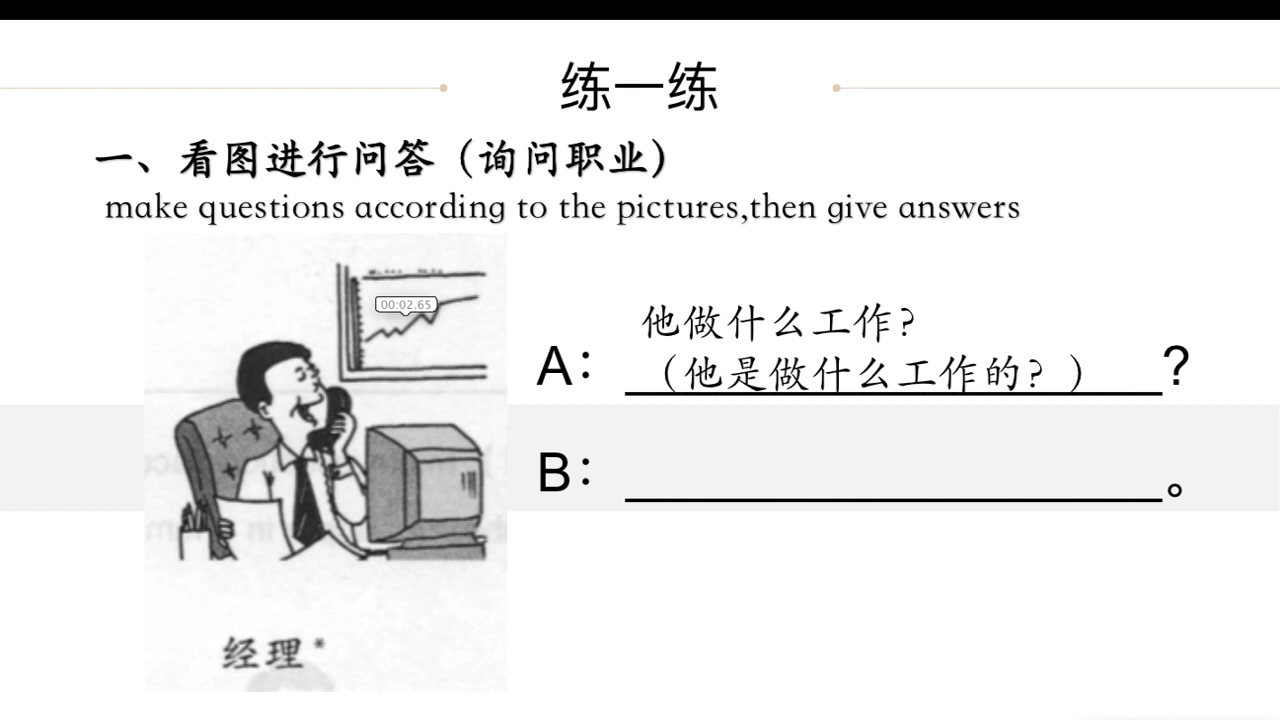 练一练
一、看图进行问答（询问职业）
make questions according to the pictures,then give answers
00:02.65
他做什么工作?
A：（他是做什么工作的？）?
B：。
经理*